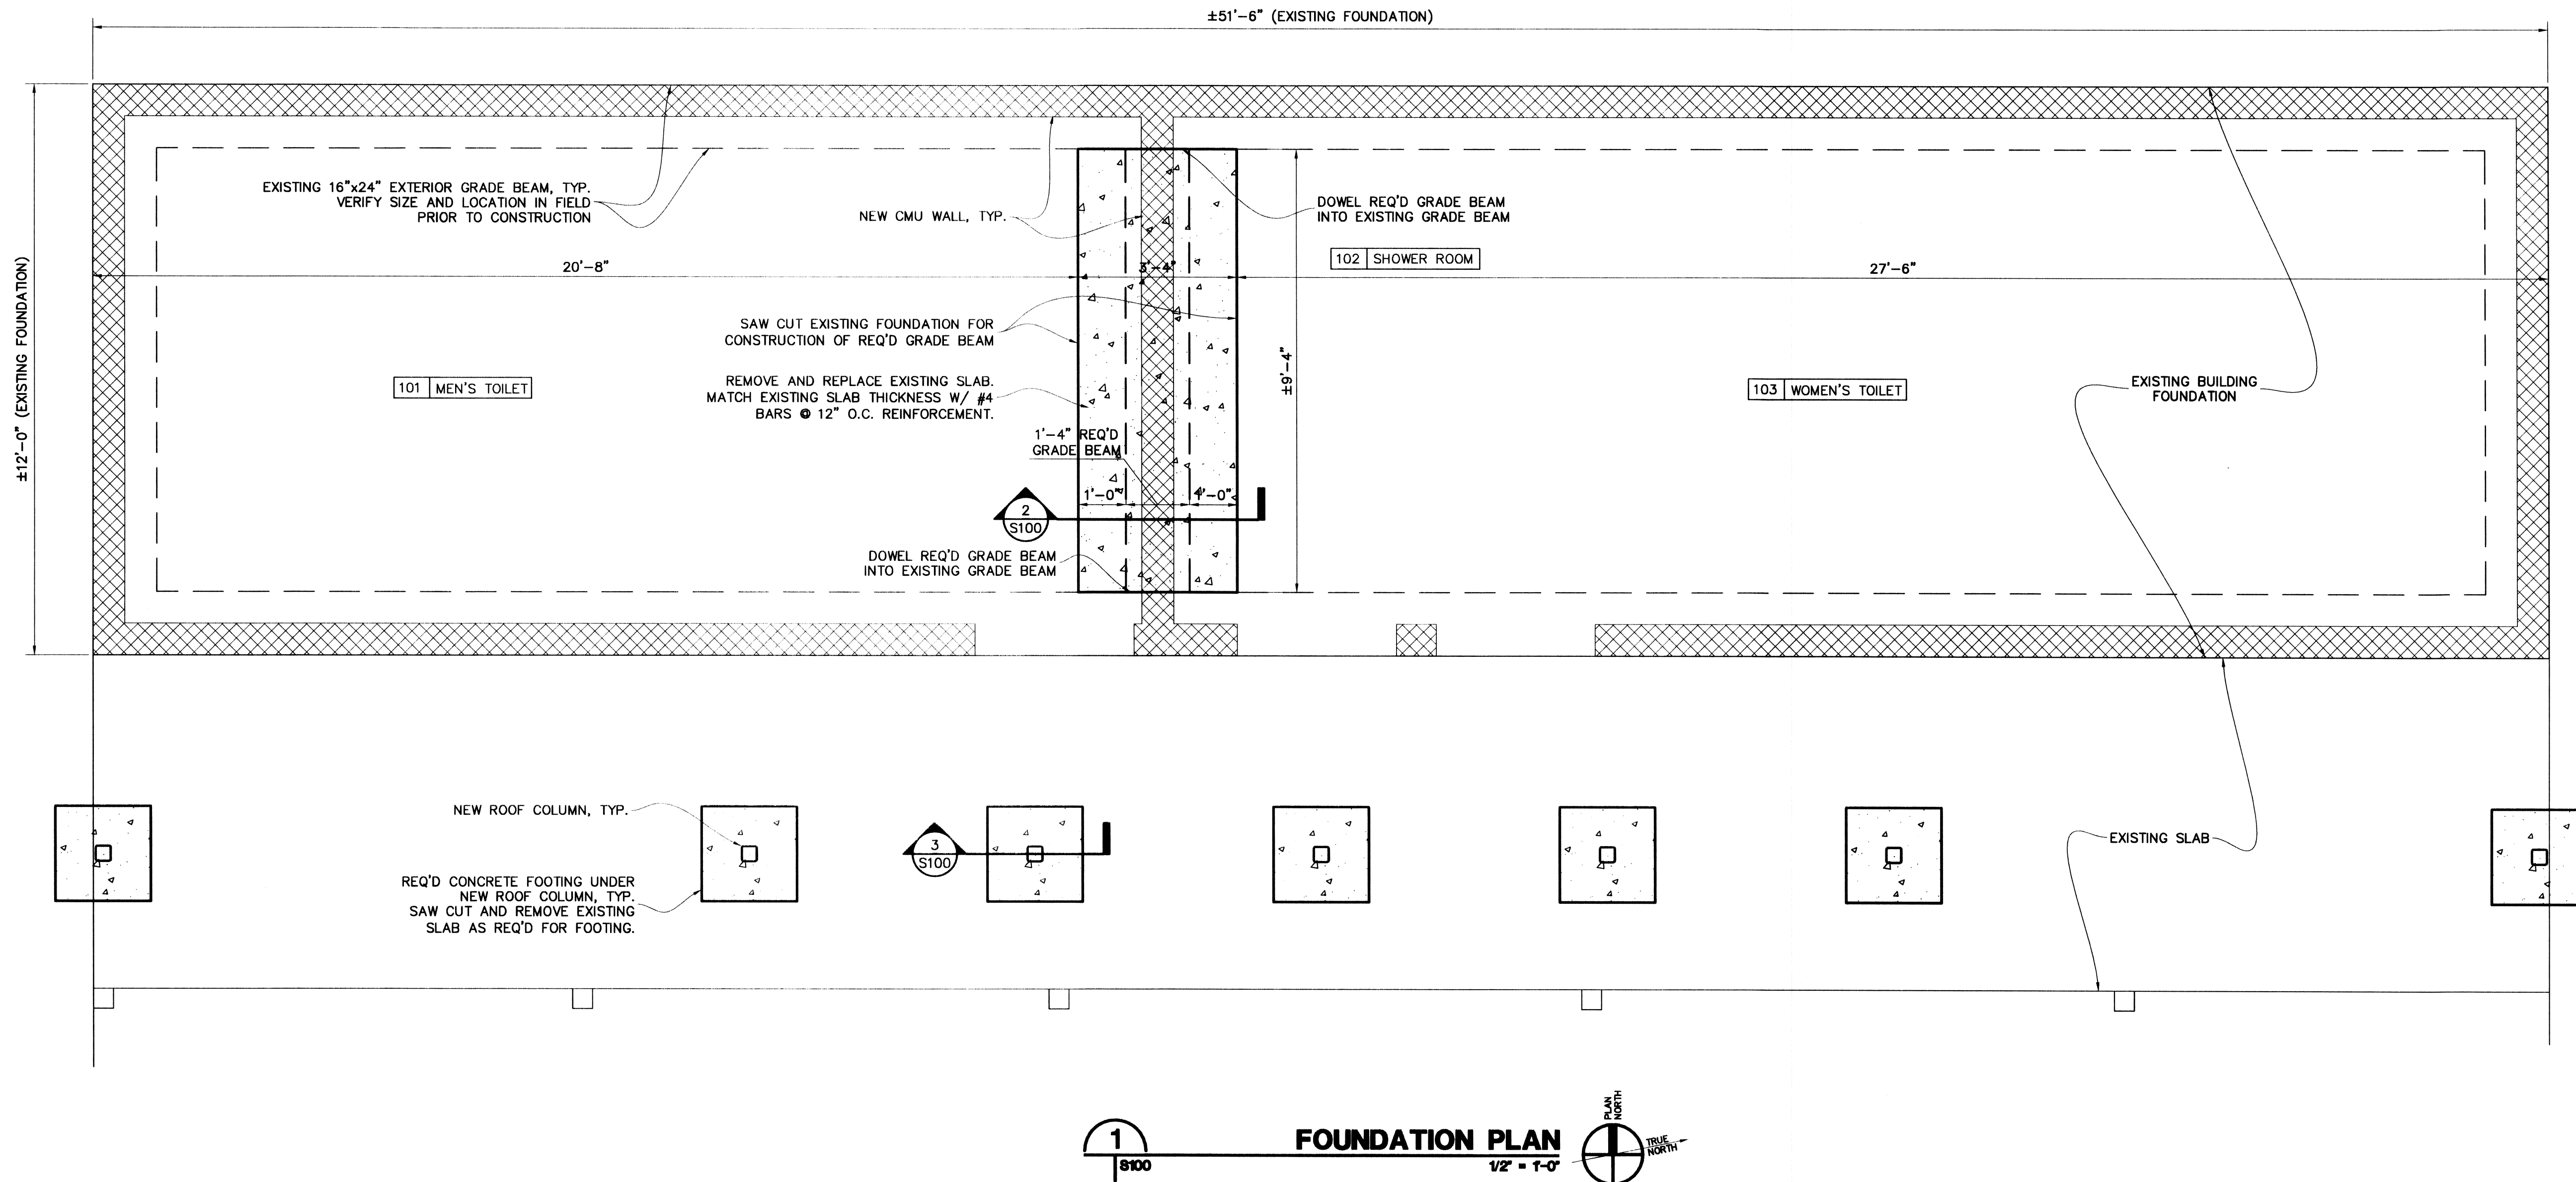 ±51'-6" (EXISTING FOUNDATION)
±12'-0" (EXISTING FOUNDATION)
EXISTING 16"x24" EXTERIOR GRADE BEAM, TYP.
VERIFY SIZE AND LOCATION IN FIELD
PRIOR TO CONSTRUCTION
NEW CMU WALL, TYP.
DOWEL REQ'D GRADE BEAM
INTO EXISTING GRADE BEAM
102 SHOWER ROOM
20'-8"
3'-4"
27'-6"
SAW CUT EXISTING FOUNDATION FOR
CONSTRUCTION OF REQ'D GRADE BEAM
±9'-4"
101 MEN'S TOILET
REMOVE AND REPLACE EXISTING SLAB.
MATCH EXISTING SLAB THICKNESS W/ #4
BARS @ 12" O.C. REINFORCEMENT.
103 WOMEN'S TOILET
EXISTING BUILDING
FOUNDATION
1'-4" REQ'D
GRADE BEAM
1'-0"
1'-0"
2
S100
DOWEL REQ'D GRADE BEAM
INTO EXISTING GRADE BEAM
NEW ROOF COLUMN, TYP.
3
S100
EXISTING SLAB
REQ'D CONCRETE FOOTING UNDER
NEW ROOF COLUMN, TYP.
SAW CUT AND REMOVE EXISTING
SLAB AS REQ'D FOR FOOTING.
1
S100
FOUNDATION PLAN
1/2" = 1'-0"
PLAN
NORTH
TRUE
NORTH